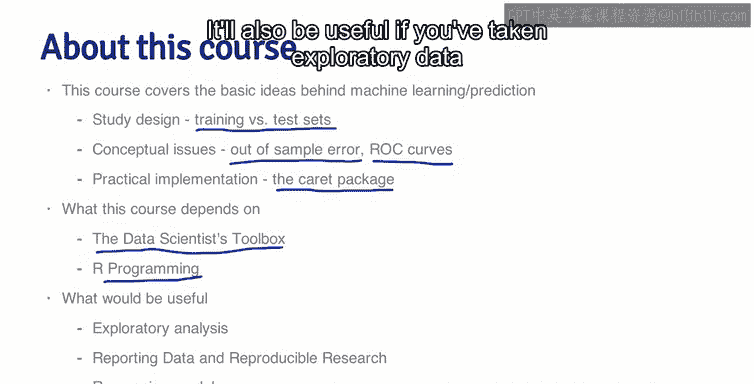 It'll also be useful if you've taken
exploratory data
About this course
· This course covers the basic ideas behind machine learning/prediction
- Study design - training vs. test sets
- Conceptual issues - out of sample error, ROC curves
- Practical implementation - the caret package
· What this course depends on
- The Data Scientist's Toolbox
- R Programming
· What would be useful
- Exploratory analysis
- Reporting Data and Reproducible Research